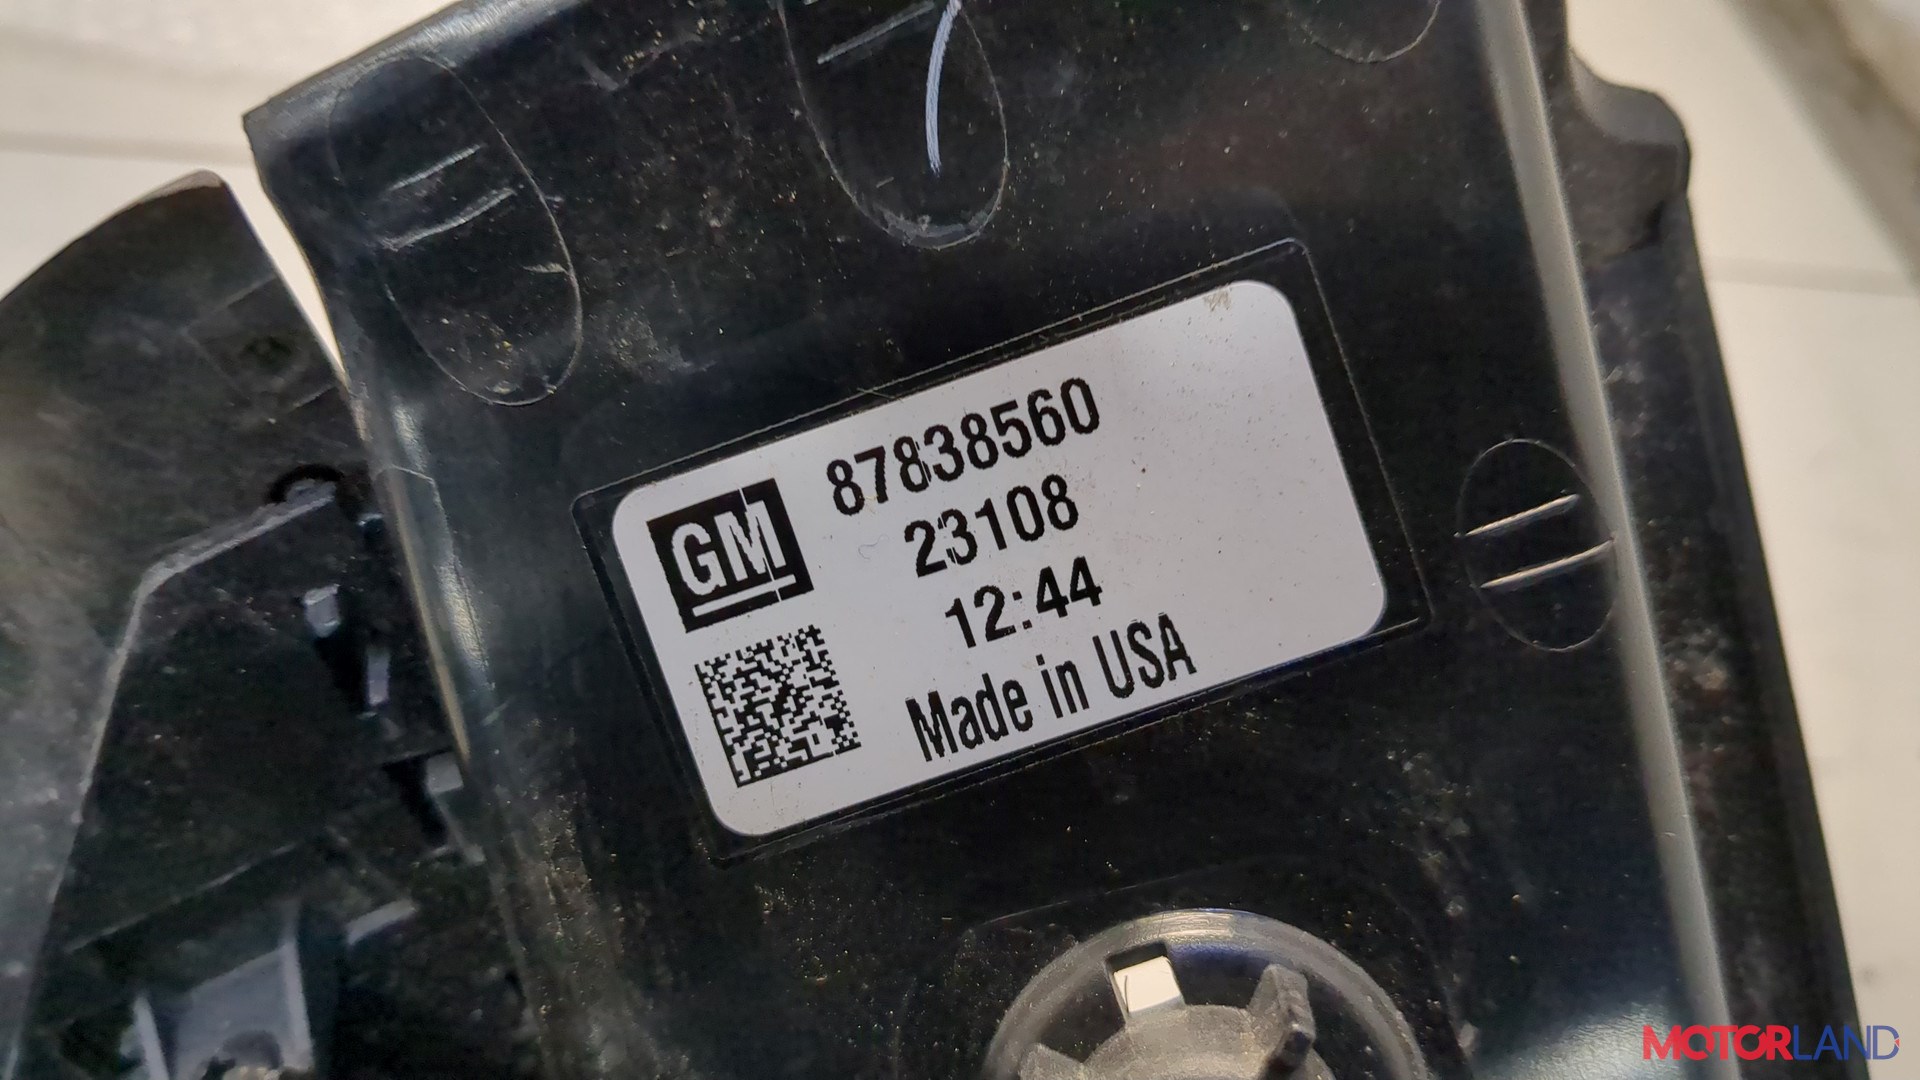 GM
87838560
23108
12:44
Made in USA
MOTORLAND